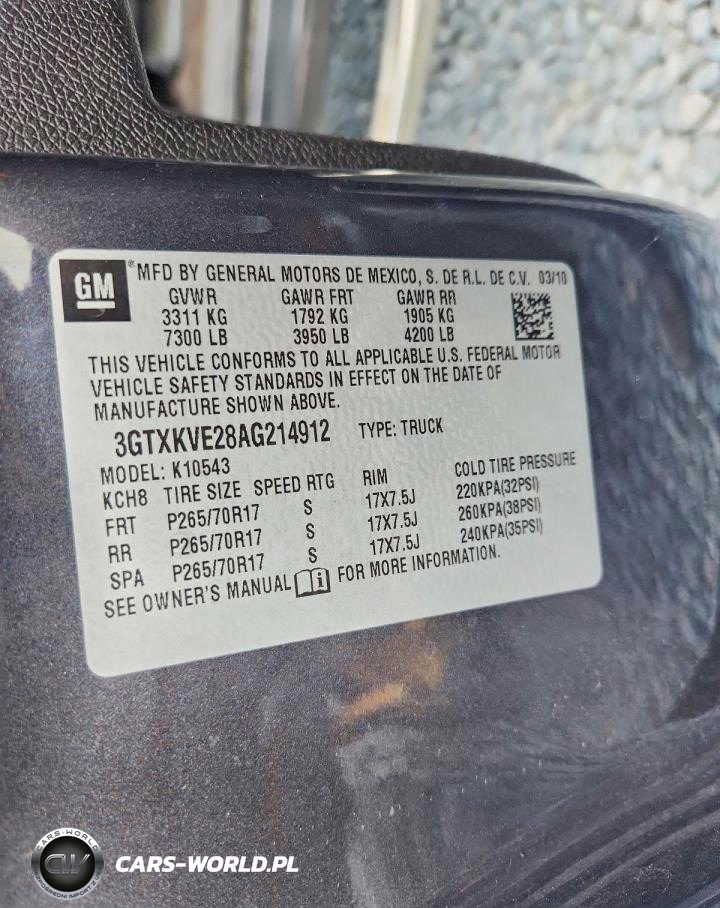 GM
® MFD BY GENERAL MOTORS DE MEXICO, S. DE R.L. DE C.V. 03/10
GVWR GAWR FRT GAWR RR
3311 KG 1792 KG 1905 KG
7300 LB 3950 LB 4200 LB
THIS VEHICLE CONFORMS TO ALL APPLICABLE U.S. FEDERAL MOTOR
VEHICLE SAFETY STANDARDS IN EFFECT ON THE DATE OF
MANUFACTURE SHOWN ABOVE.
3GTXKVE28AG214912 TYPE: TRUCK
MODEL: K10543
KCH8 TIRE SIZE SPEED RTG RIM COLD TIRE PRESSURE
FRT P265/70R17 S 17X7.5J 220KPA(32PSI)
RR P265/70R17 S 17X7.5J 260KPA(38PSI)
SPA P265/70R17 S 17X7.5J 240KPA(35PSI)
SEE OWNER'S MANUAL FOR MORE INFORMATION.
CARS-WORLD
CW
CARS-WORLD.PL